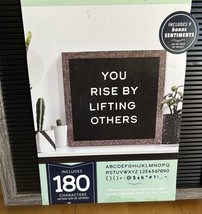 INCLUDES 9
bonus
SENTIMENTS
YOU
RISE BY
LIFTING
OTHERS
INCLUDES
180
CHARACTERS
ABCDEFGHIJKLMNOPQ
RSTUVWXYZ 1234567890